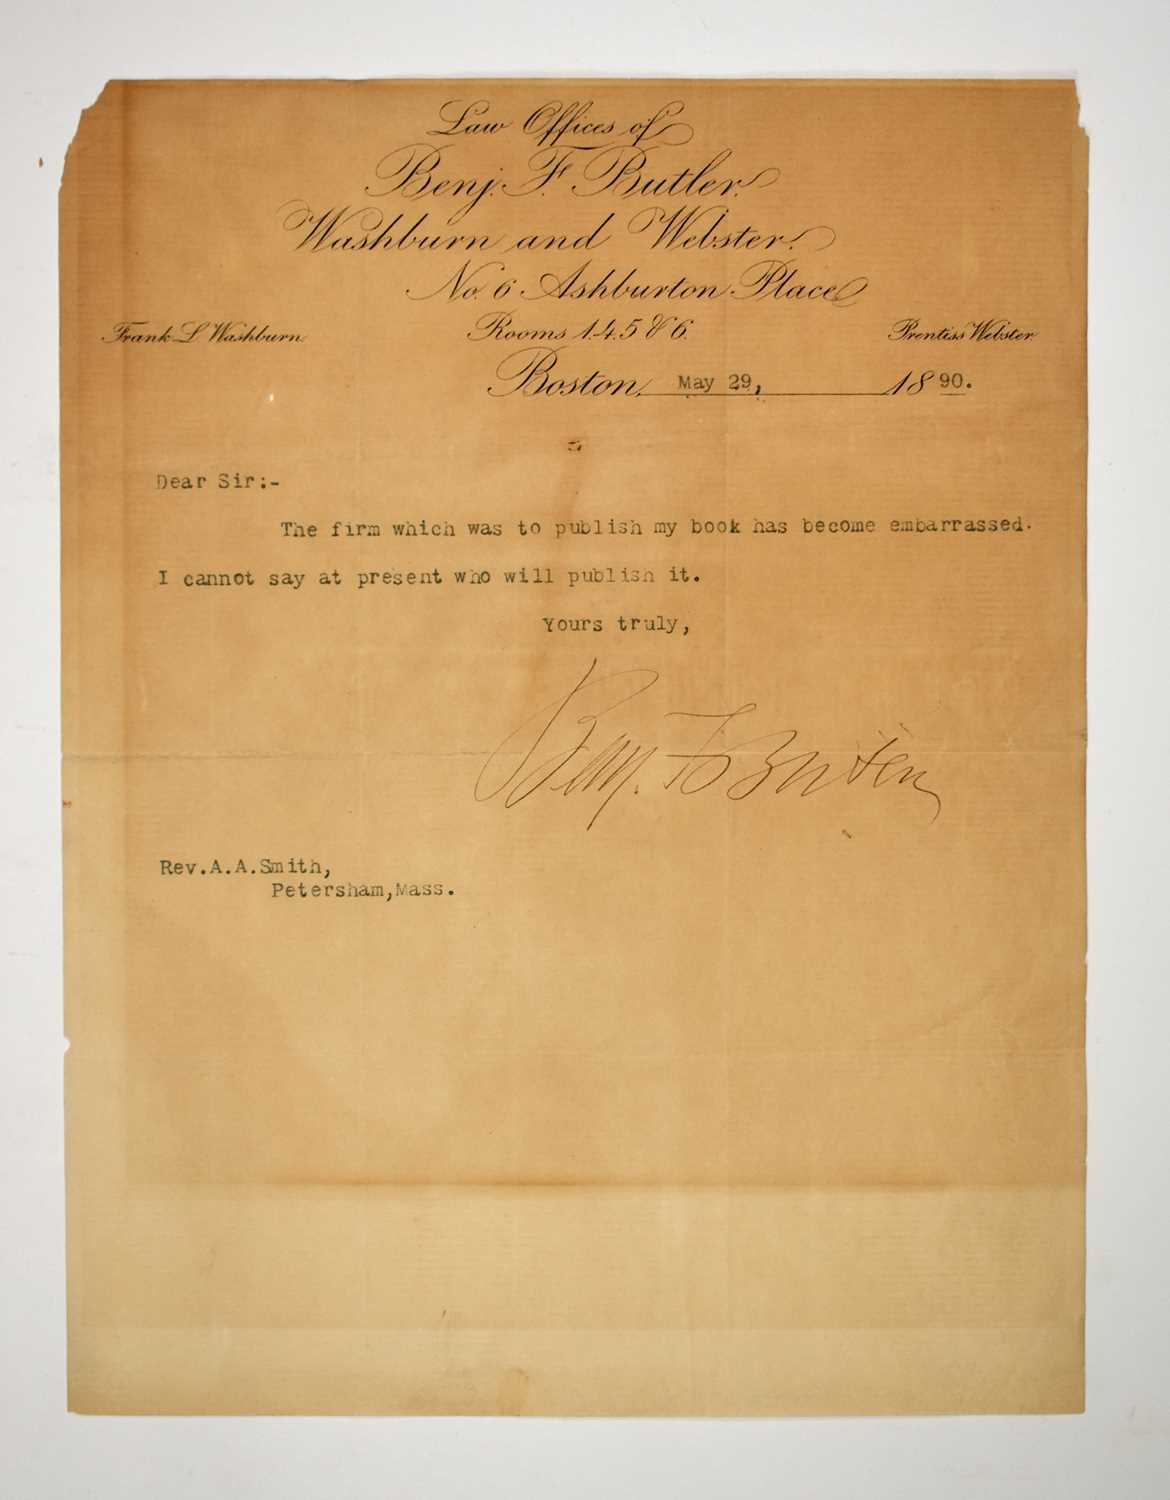 Law Offices of
Benj. F. Butler.
Washburn and Webster.
No. 6 Ashburton Place
Frank L. Washburn. Rooms 1.4.5 & 6. Prentiss Webster.
Boston, May 29, 1890.
Dear Sir:-
The firm which was to publish my book has become embarrassed.
I cannot say at present who will publish it.
Yours truly,
Benj. F Butler
Rev.A.A.Smith,
Petersham,Mass.